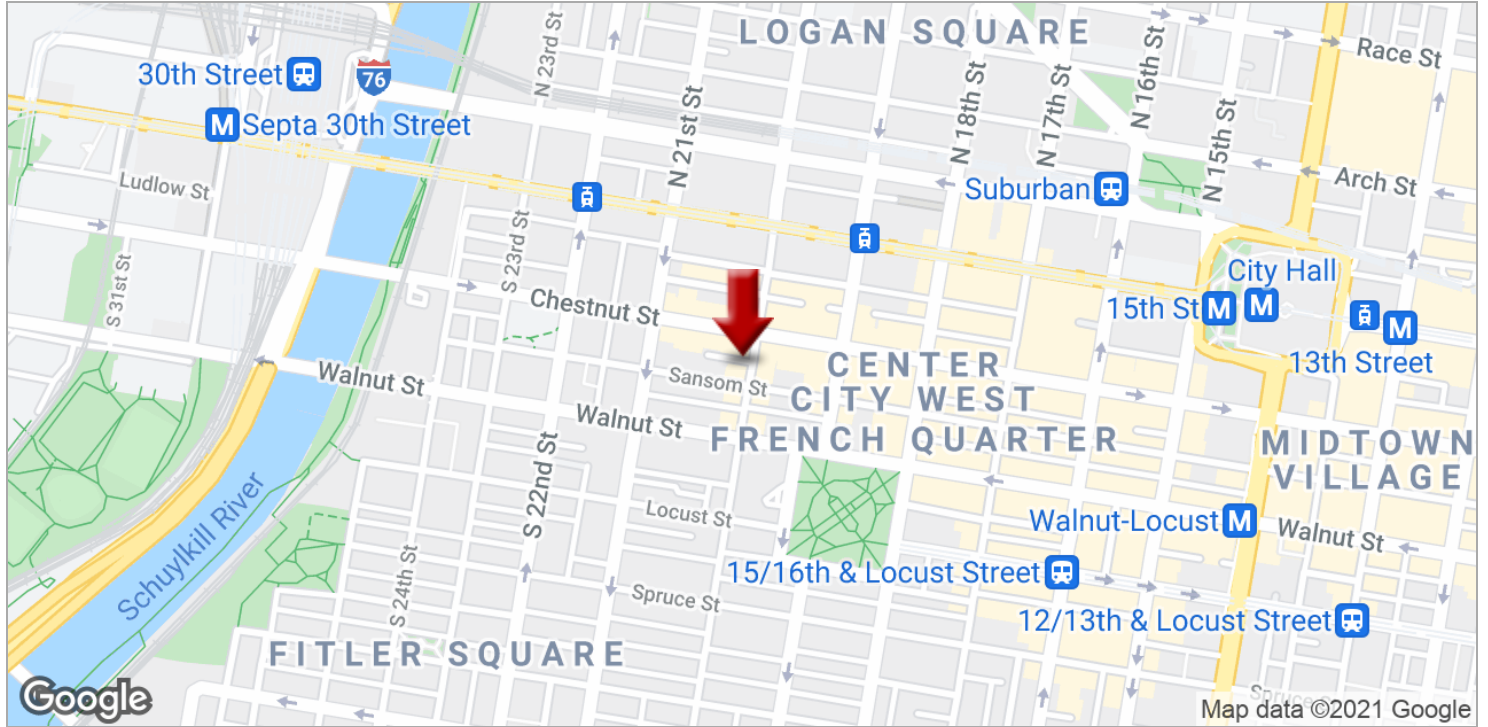 LOGAN SQUARE
Race St
N 16th St
N 23rd St
30th Street
76
N 18th St
N 17th St
N 21st St
N 15th St
M Septa 30th Street
Arch St
Suburban
Ludlow St
S 23rd St
S 31st St
City Hall
Chestnut St
15th St M
M
M
13th Street
CENTER
CITY WEST
Walnut St
Sansom St
Walnut St
FRENCH QUARTER
MIDTOWN
VILLAGE
S 22nd St
Locust St
Walnut-Locust M
Walnut St
Schuylkill River
15/16th & Locust Street
S 24th St
Spruce St
12/13th & Locust Street
FITLER SQUARE
Google
Map data ©2021 Google